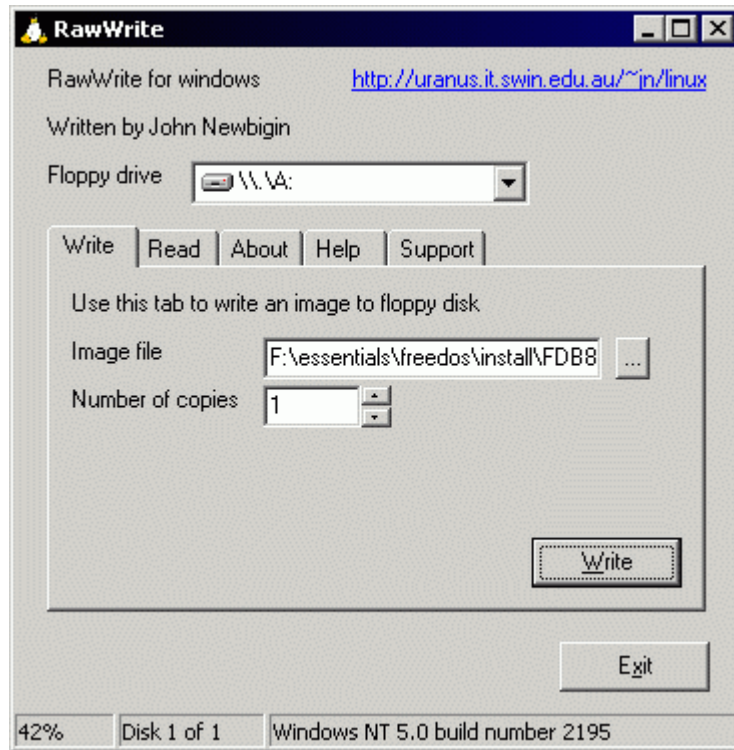 RawWrite
RawWrite for windows http://uranus.it.swin.edu.au/~jn/linux
Written by John Newbigin
Floppy drive \\.\A:
Write Read About Help Support
Use this tab to write an image to floppy disk
Image file F:\essentials\freedos\install\FDB8 ...
Number of copies 1
Write
Exit
42% Disk 1 of 1 Windows NT 5.0 build number 2195